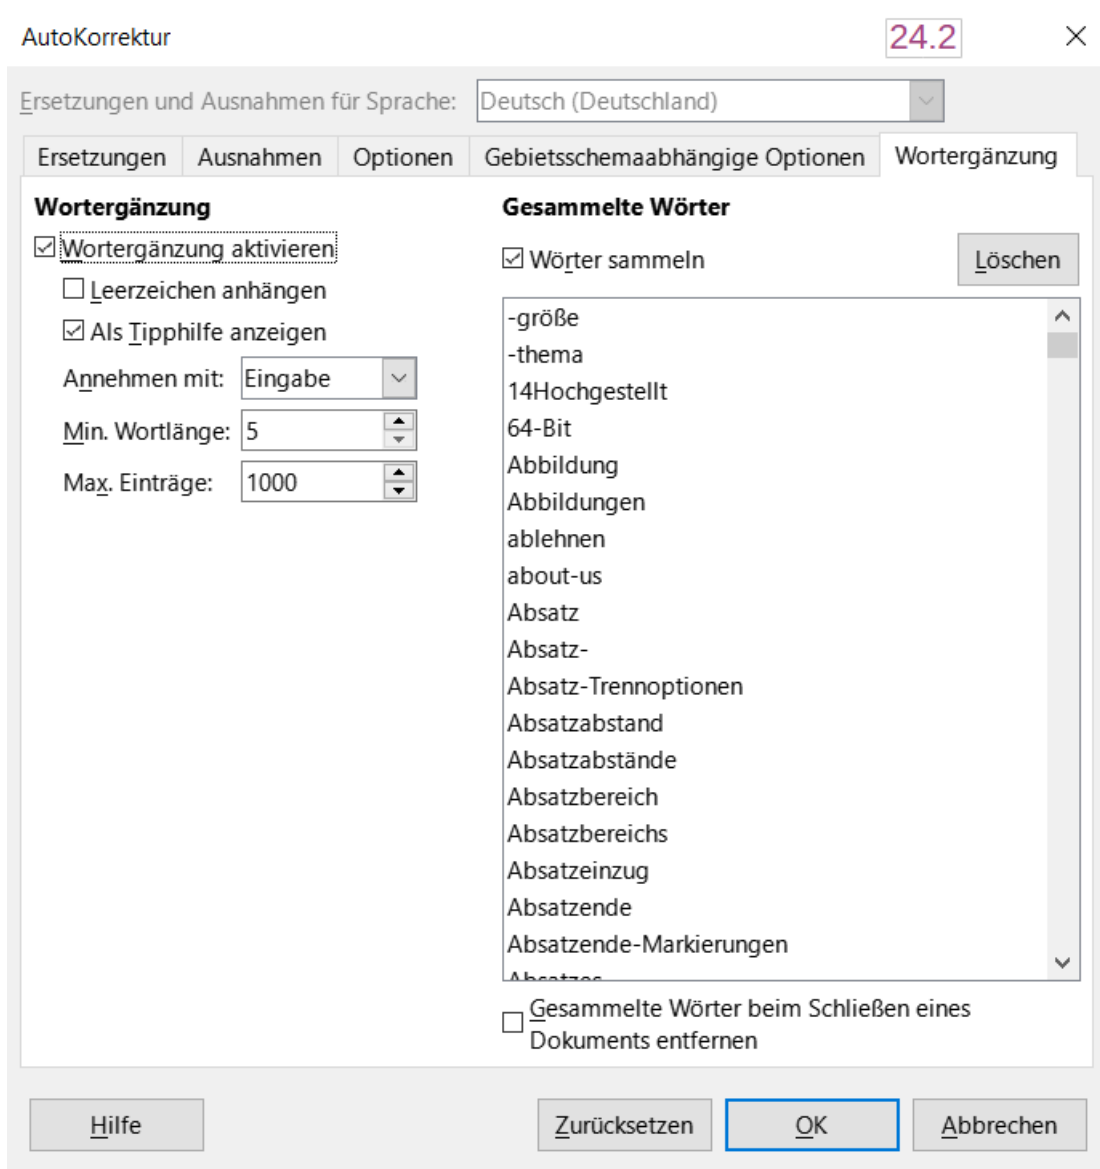 AutoKorrektur
24.2
Ersetzungen und Ausnahmen für Sprache: Deutsch (Deutschland)
Ersetzungen Ausnahmen Optionen Gebietsschemaabhängige Optionen Wortergänzung
Wortergänzung
Wortergänzung aktivieren
Leerzeichen anhängen
Als Tipphilfe anzeigen
Annehmen mit: Eingabe
Min. Wortlänge: 5
Max. Einträge: 1000
Gesammelte Wörter
Wörter sammeln
Löschen
-größe
-thema
14Hochgestellt
64-Bit
Abbildung
Abbildungen
ablehnen
about-us
Absatz
Absatz-
Absatz-Trennoptionen
Absatzabstand
Absatzabstände
Absatzbereich
Absatzbereichs
Absatzeinzug
Absatzende
Absatzende-Markierungen
Absatzes
Gesammelte Wörter beim Schließen eines
Dokuments entfernen
Hilfe Zurücksetzen OK Abbrechen